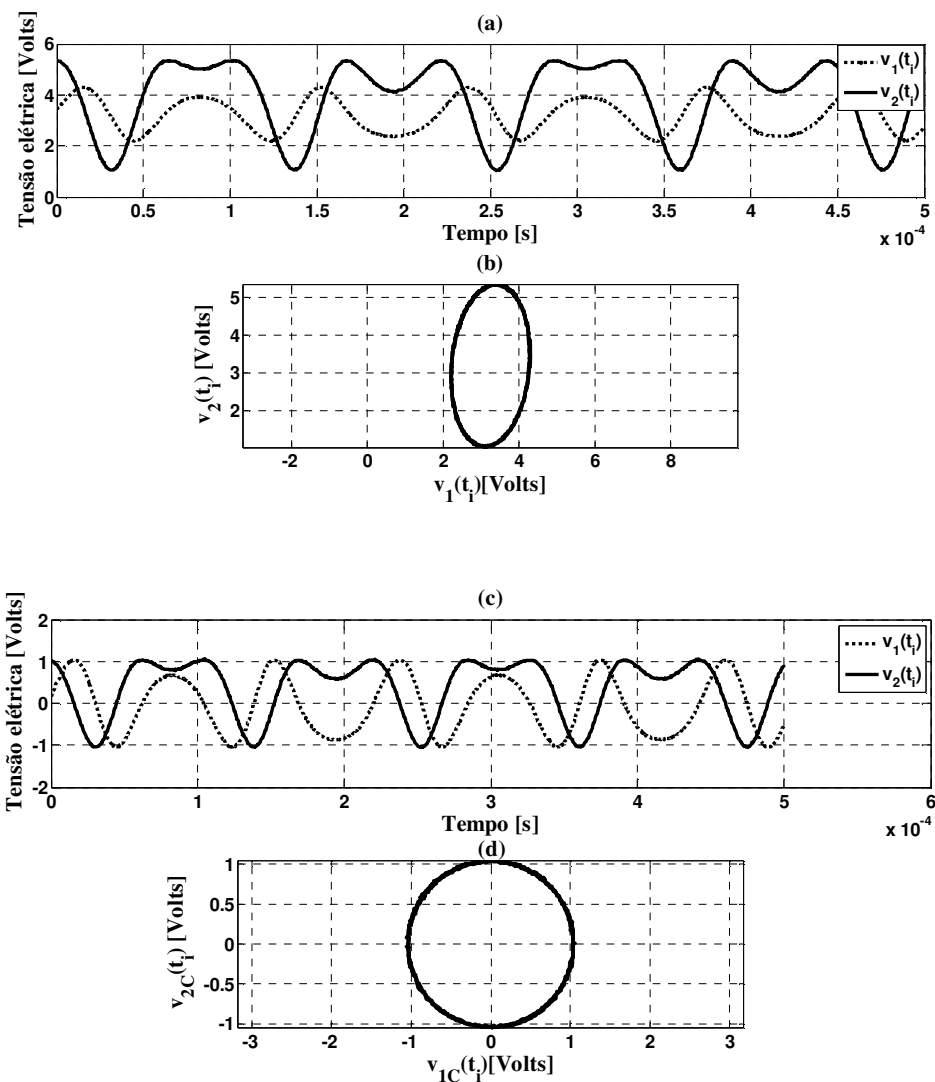 (a)
Tensão elétrica [Volts]
6
4
2
0
v1(ti)
v2(ti)
0 0.5 1 1.5 2 2.5 3 3.5 4 4.5 5
Tempo [s]
x 10-4
(b)
v2(ti) [Volts]
5
4
3
2
-2 0 2 4 6 8
v1(ti)[Volts]
(c)
Tensão elétrica [Volts]
2
1
0
-1
-2
v1(ti)
v2(ti)
0 1 2 3 4 5 6
Tempo [s]
x 10-4
(d)
v2C(ti) [Volts]
1
0.5
0
-0.5
-1
-3 -2 -1 0 1 2 3
v1C(ti)[Volts]